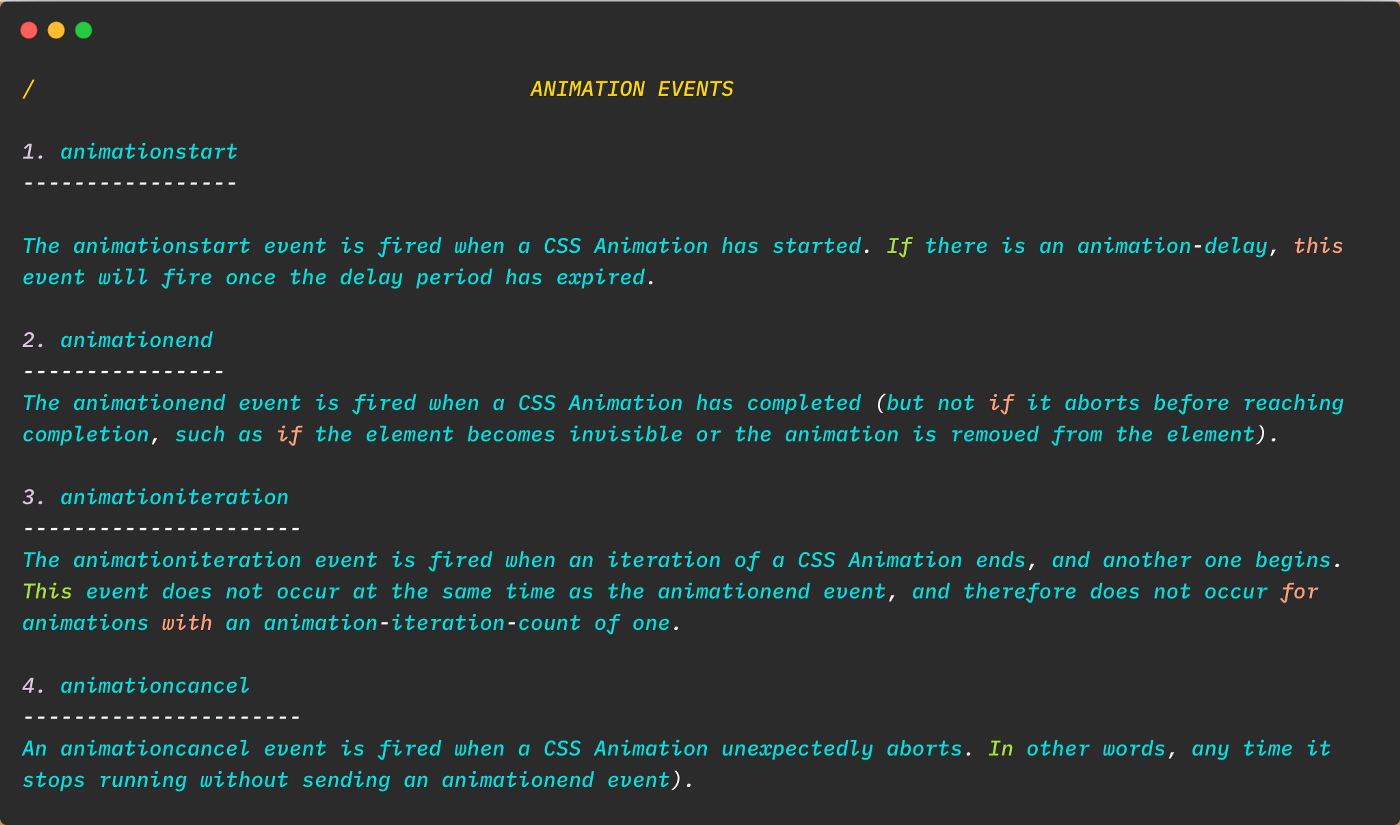 / ANIMATION EVENTS
1. animationstart
-----------------
The animationstart event is fired when a CSS Animation has started. If there is an animation-delay, this
event will fire once the delay period has expired.
2. animationend
----------------
The animationend event is fired when a CSS Animation has completed (but not if it aborts before reaching
completion, such as if the element becomes invisible or the animation is removed from the element).
3. animationiteration
----------------------
The animationiteration event is fired when an iteration of a CSS Animation ends, and another one begins.
This event does not occur at the same time as the animationend event, and therefore does not occur for
animations with an animation-iteration-count of one.
4. animationcancel
----------------------
An animationcancel event is fired when a CSS Animation unexpectedly aborts. In other words, any time it
stops running without sending an animationend event).